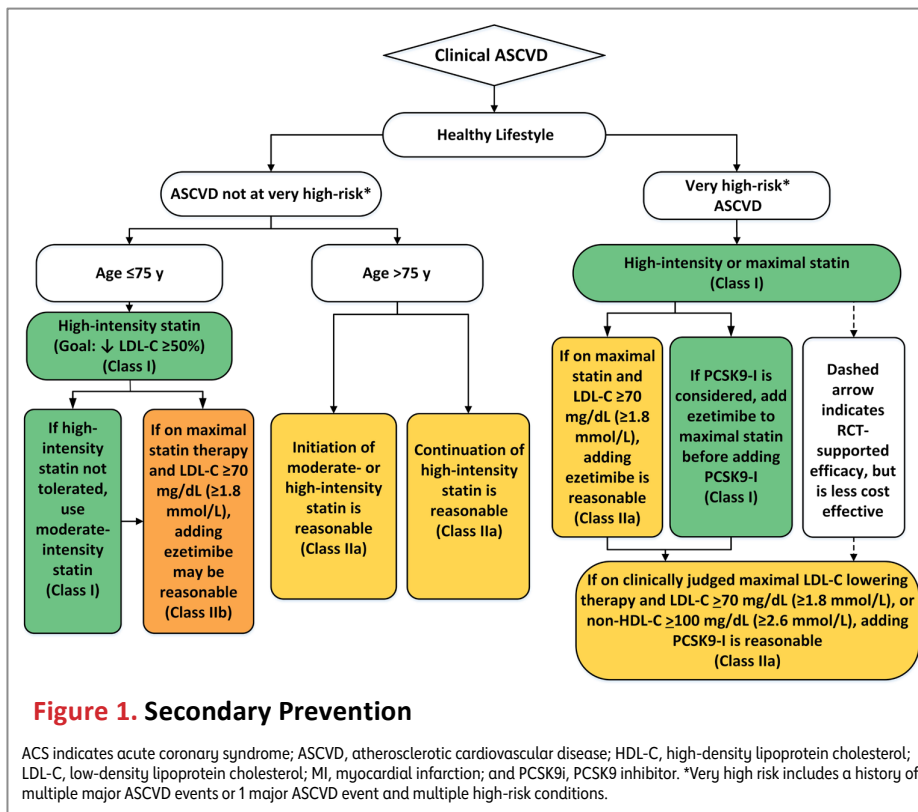 Clinical ASCVD
Healthy Lifestyle
ASCVD not at very high-risk*
Very high-risk*
ASCVD
Age ≤75 y
Age >75 y
High-intensity or maximal statin
(Class I)
High-intensity statin
(Goal: ↓ LDL-C ≥50%)
(Class I)
If high-
intensity
statin not
tolerated,
use
moderate-
intensity
statin
(Class I)
If on maximal
statin therapy
and LDL-C ≥70
mg/dL (≥1.8
mmol/L),
adding
ezetimibe
may be
reasonable
(Class IIb)
Initiation of
moderate- or
high-intensity
statin is
reasonable
(Class IIa)
Continuation of
high-intensity
statin is
reasonable
(Class IIa)
If on maximal
statin and
LDL-C ≥70
mg/dL (≥1.8
mmol/L),
adding
ezetimibe is
reasonable
(Class IIa)
If PCSK9-I is
considered, add
ezetimibe to
maximal statin
before adding
PCSK9-I
(Class I)
Dashed
arrow
indicates
RCT-
supported
efficacy, but
is less cost
effective
If on clinically judged maximal LDL-C lowering
therapy and LDL-C ≥70 mg/dL (≥1.8 mmol/L), or
non-HDL-C ≥100 mg/dL (≥2.6 mmol/L), adding
PCSK9-I is reasonable
(Class IIa)
Figure 1. Secondary Prevention
ACS indicates acute coronary syndrome; ASCVD, atherosclerotic cardiovascular disease; HDL-C, high-density lipoprotein cholesterol;
LDL-C, low-density lipoprotein cholesterol; MI, myocardial infarction; and PCSK9i, PCSK9 inhibitor. *Very high risk includes a history of
multiple major ASCVD events or 1 major ASCVD event and multiple high-risk conditions.